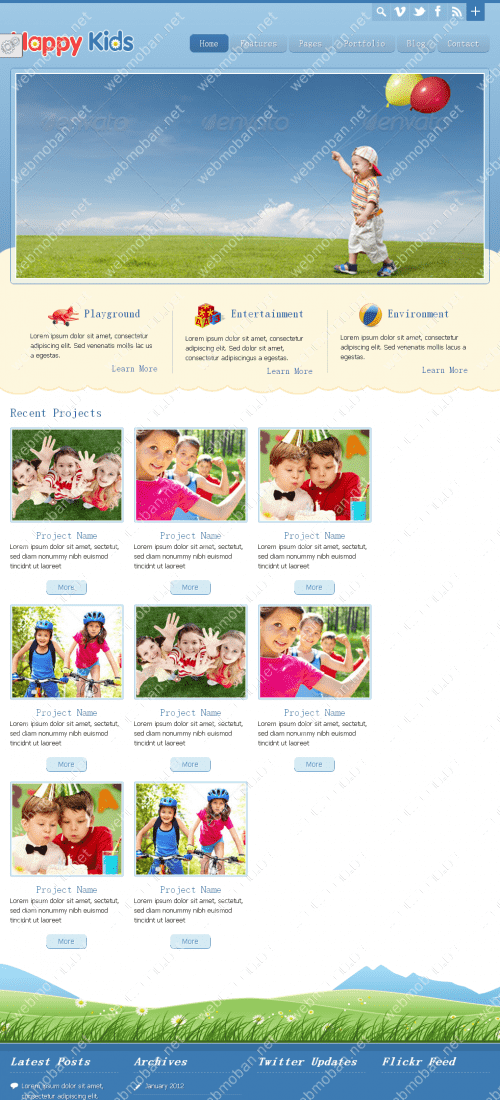 Happy Kids
Home Features Pages Portfolio Blog Contact
envato envato envato
Playground
Lorem ipsum dolor sit amet, consectetur
adipiscing elit. Sed venenatis mollis lac us
a egestas.
Learn More
Entertainment
Lorem ipsum dolor sit amet, consectetur
adipiscing elit. Sed dolor sit amet,
consectetur adipiscingus a egestas.
Learn More
Environment
Lorem ipsum dolor sit amet, consectetur
adipiscing elit. Sed venenatis mollis lacus a
egestas.
Learn More
Recent Projects
Project Name
Lorem ipsum dolor sit amet, sectetut,
sed diam nonummy nibh euismod
tincidnt ut laoreet
More
Project Name
Lorem ipsum dolor sit amet, sectetut,
sed diam nonummy nibh euismod
tincidnt ut laoreet
More
Project Name
Lorem ipsum dolor sit amet, sectetut,
sed diam nonummy nibh euismod
tincidnt ut laoreet
More
Project Name
Lorem ipsum dolor sit amet, sectetut,
sed diam nonummy nibh euismod
tincidnt ut laoreet
More
Project Name
Lorem ipsum dolor sit amet, sectetut,
sed diam nonummy nibh euismod
tincidnt ut laoreet
More
Project Name
Lorem ipsum dolor sit amet, sectetut,
sed diam nonummy nibh euismod
tincidnt ut laoreet
More
Project Name
Lorem ipsum dolor sit amet, sectetut,
sed diam nonummy nibh euismod
tincidnt ut laoreet
More
Project Name
Lorem ipsum dolor sit amet, sectetut,
sed diam nonummy nibh euismod
tincidnt ut laoreet
More
Latest Posts
Lorem ipsum dolor sit amet,
consectetur adipiscing elit.
Archives
January 2012
Twitter Updates
Flickr Feed
webmoban.net